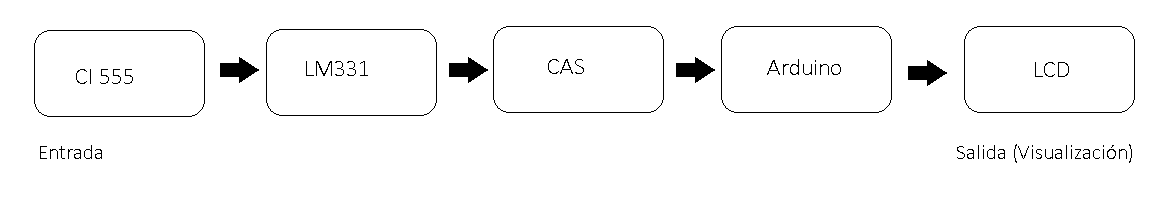 CI 555
LM331
CAS
Arduino
LCD
Entrada
Salida (Visualización)